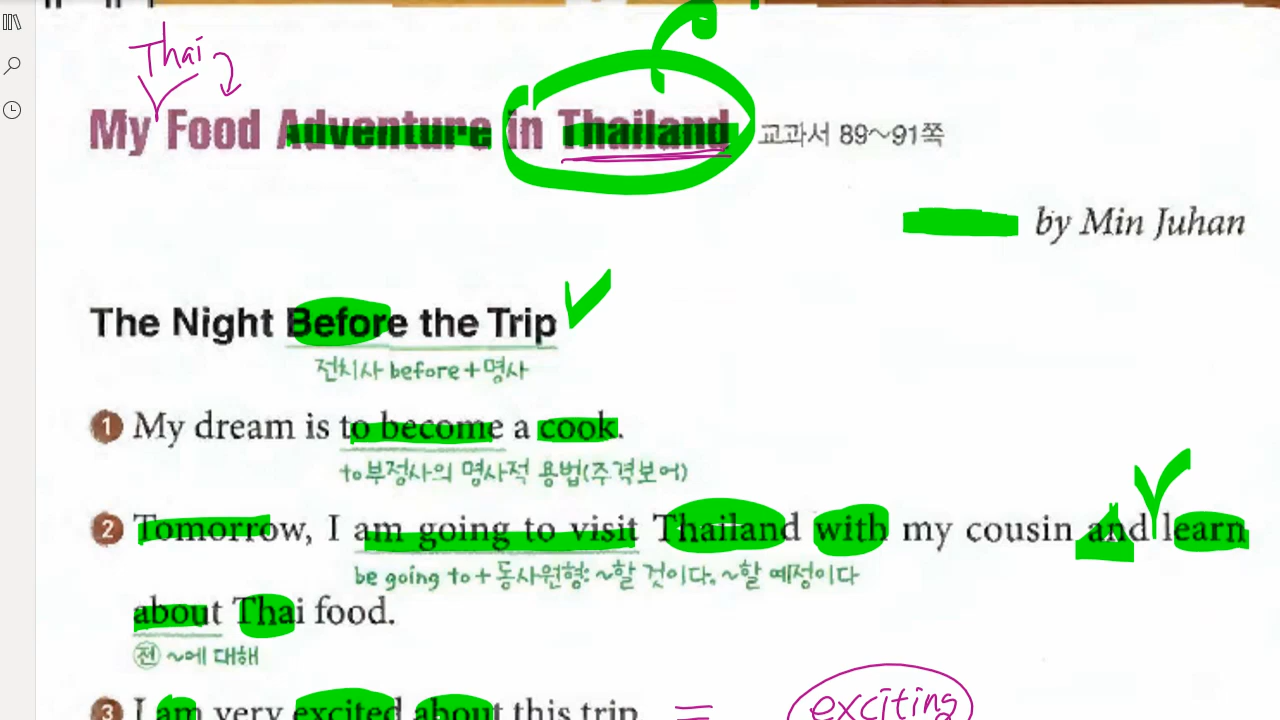 Thai
My Food Adventure in Thailand 교과서 89~91쪽
by Min Juhan
The Night Before the Trip
전치사 before+명사
1 My dream is to become a cook.
to부정사의 명사적 용법(주격보어)
2 Tomorrow, I am going to visit Thailand with my cousin and learn
be going to+동사원형: ~할 것이다, ~할 예정이다
about Thai food.
전 ~에 대해
3 I am very excited about this trip = exciting